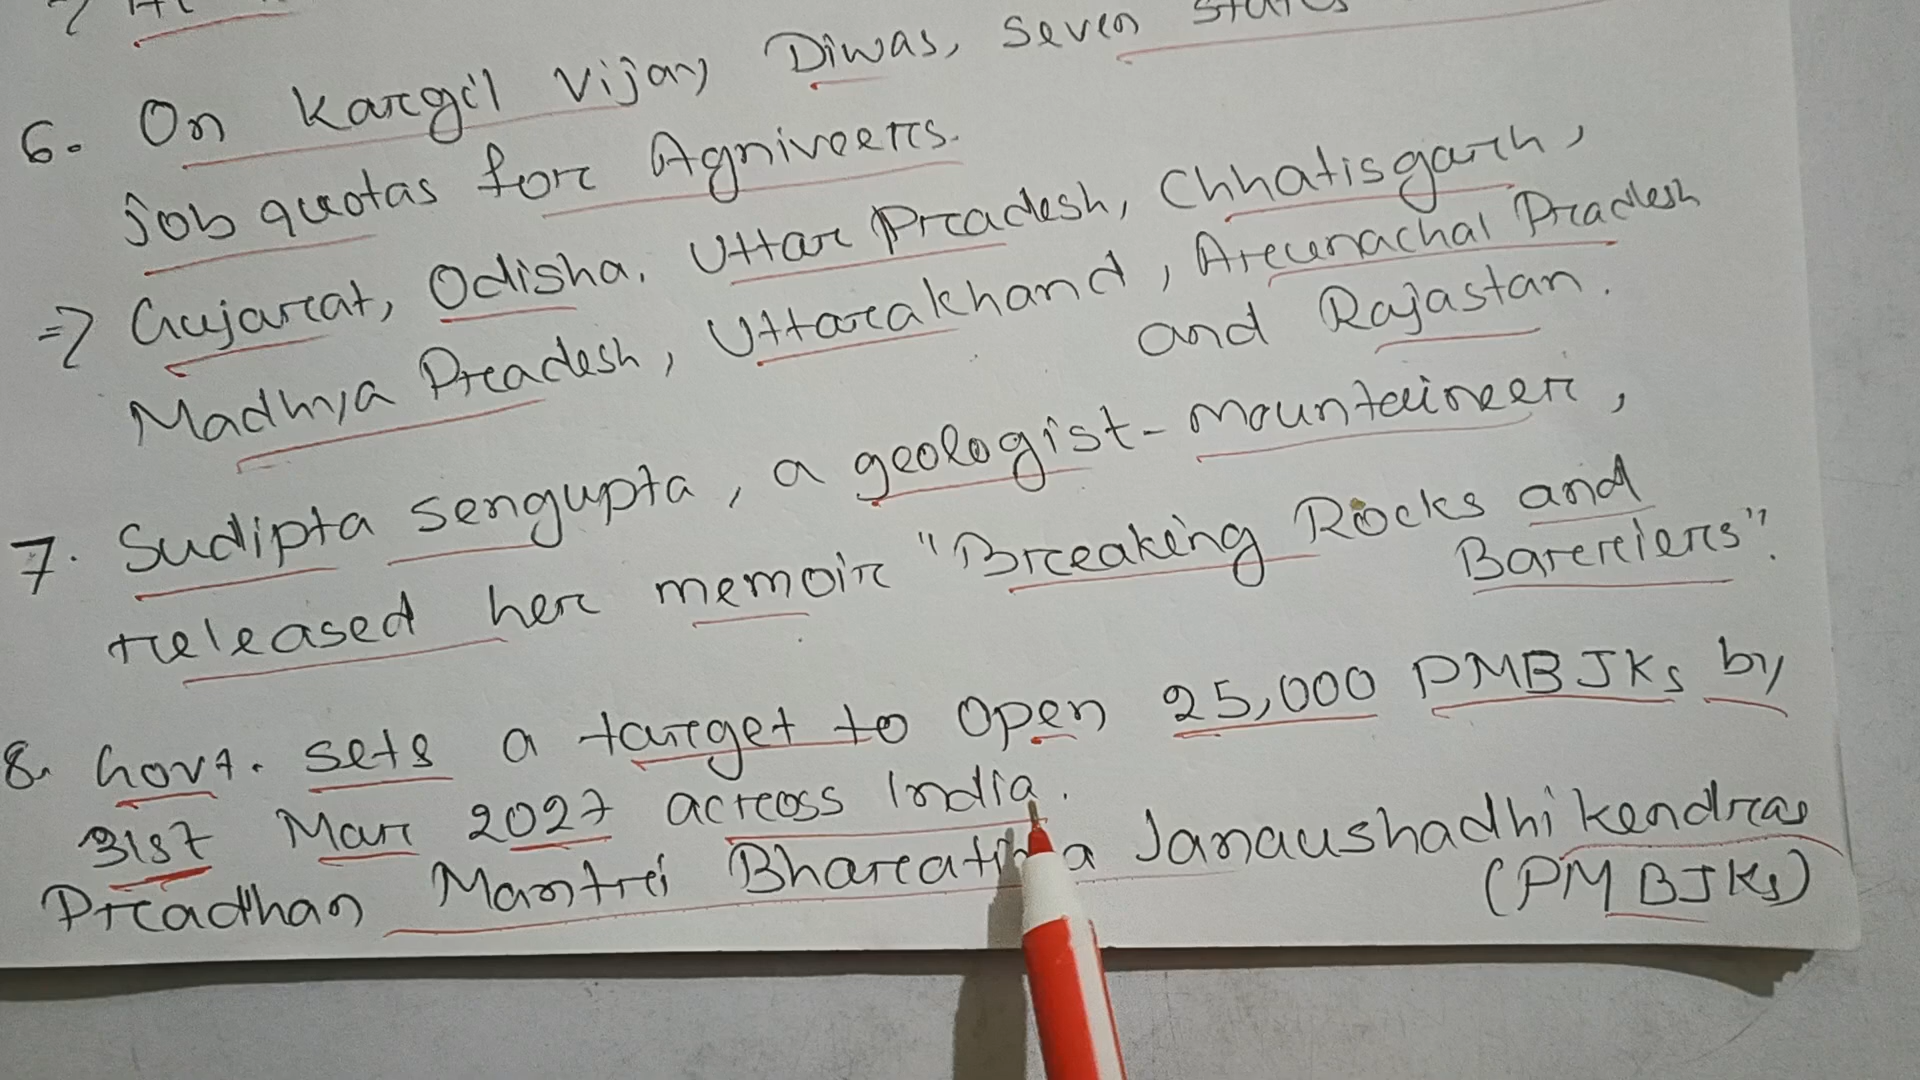 6. On Kargil Vijay Diwas, seven states
job quotas for Agniveers.
=> Gujarat, Odisha, Uttar Pradesh, Chhatisgarh,
Madhya Pradesh, Uttarakhand, Arunachal Pradesh
and Rajastan.
7. Sudipta Sengupta, a geologist-mountaineer,
released her memoir "Breaking Rocks and
Barriers".
8. Govt. sets a target to open 25,000 PMBJKs by
31st Mar 2027 across India.
Pradhan Mantri Bharatiya Janaushadhi Kendras
(PMBJKs)